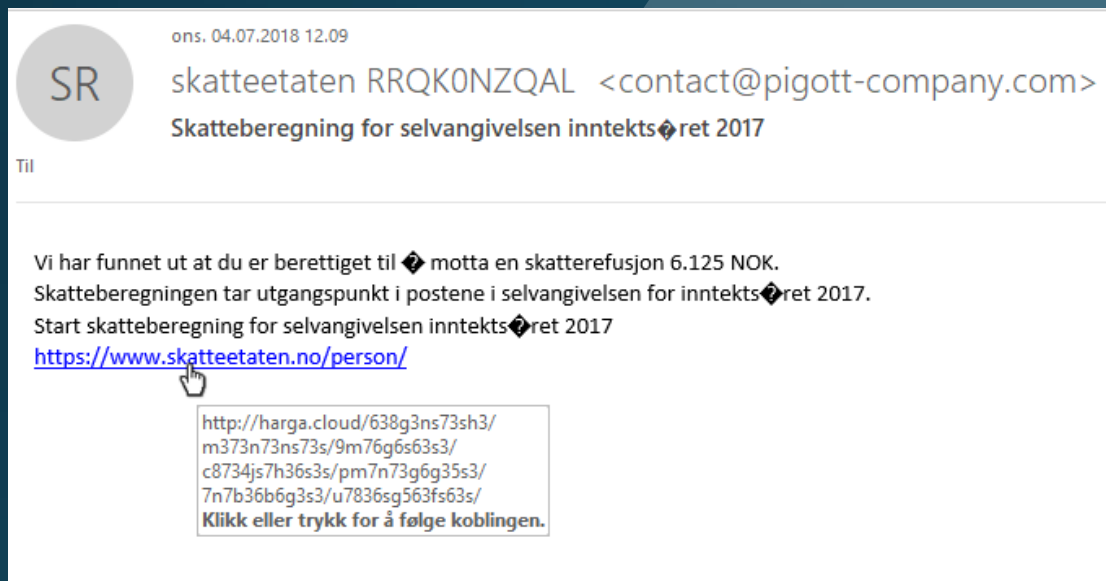 ons. 04.07.2018 12.09
SR
skatteetaten RRQK0NZQAL <contact@pigott-company.com>
Skatteberegning for selvangivelsen inntekts�ret 2017
Til
Vi har funnet ut at du er berettiget til � motta en skatterefusjon 6.125 NOK.
Skatteberegningen tar utgangspunkt i postene i selvangivelsen for inntekts�ret 2017.
Start skatteberegning for selvangivelsen inntekts�ret 2017
https://www.skatteetaten.no/person/
http://harga.cloud/638g3ns73sh3/
m373n73ns73s/9m76g6s63s3/
c8734js7h36s3s/pm7n73g6g35s3/
7n7b36b6g3s3/u7836sg563fs63s/
Klikk eller trykk for å følge koblingen.